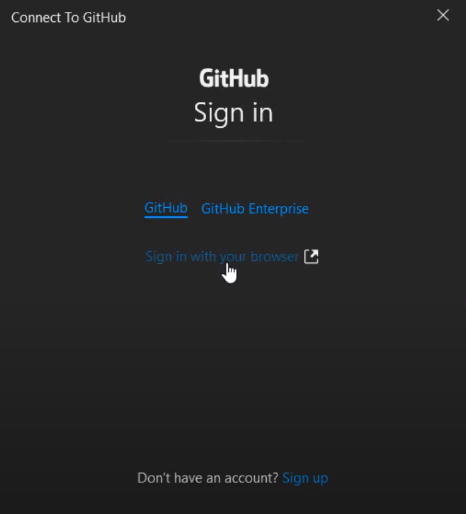 Connect To GitHub
GitHub
Sign in
GitHub GitHub Enterprise
Sign in with your browser
Don't have an account? Sign up